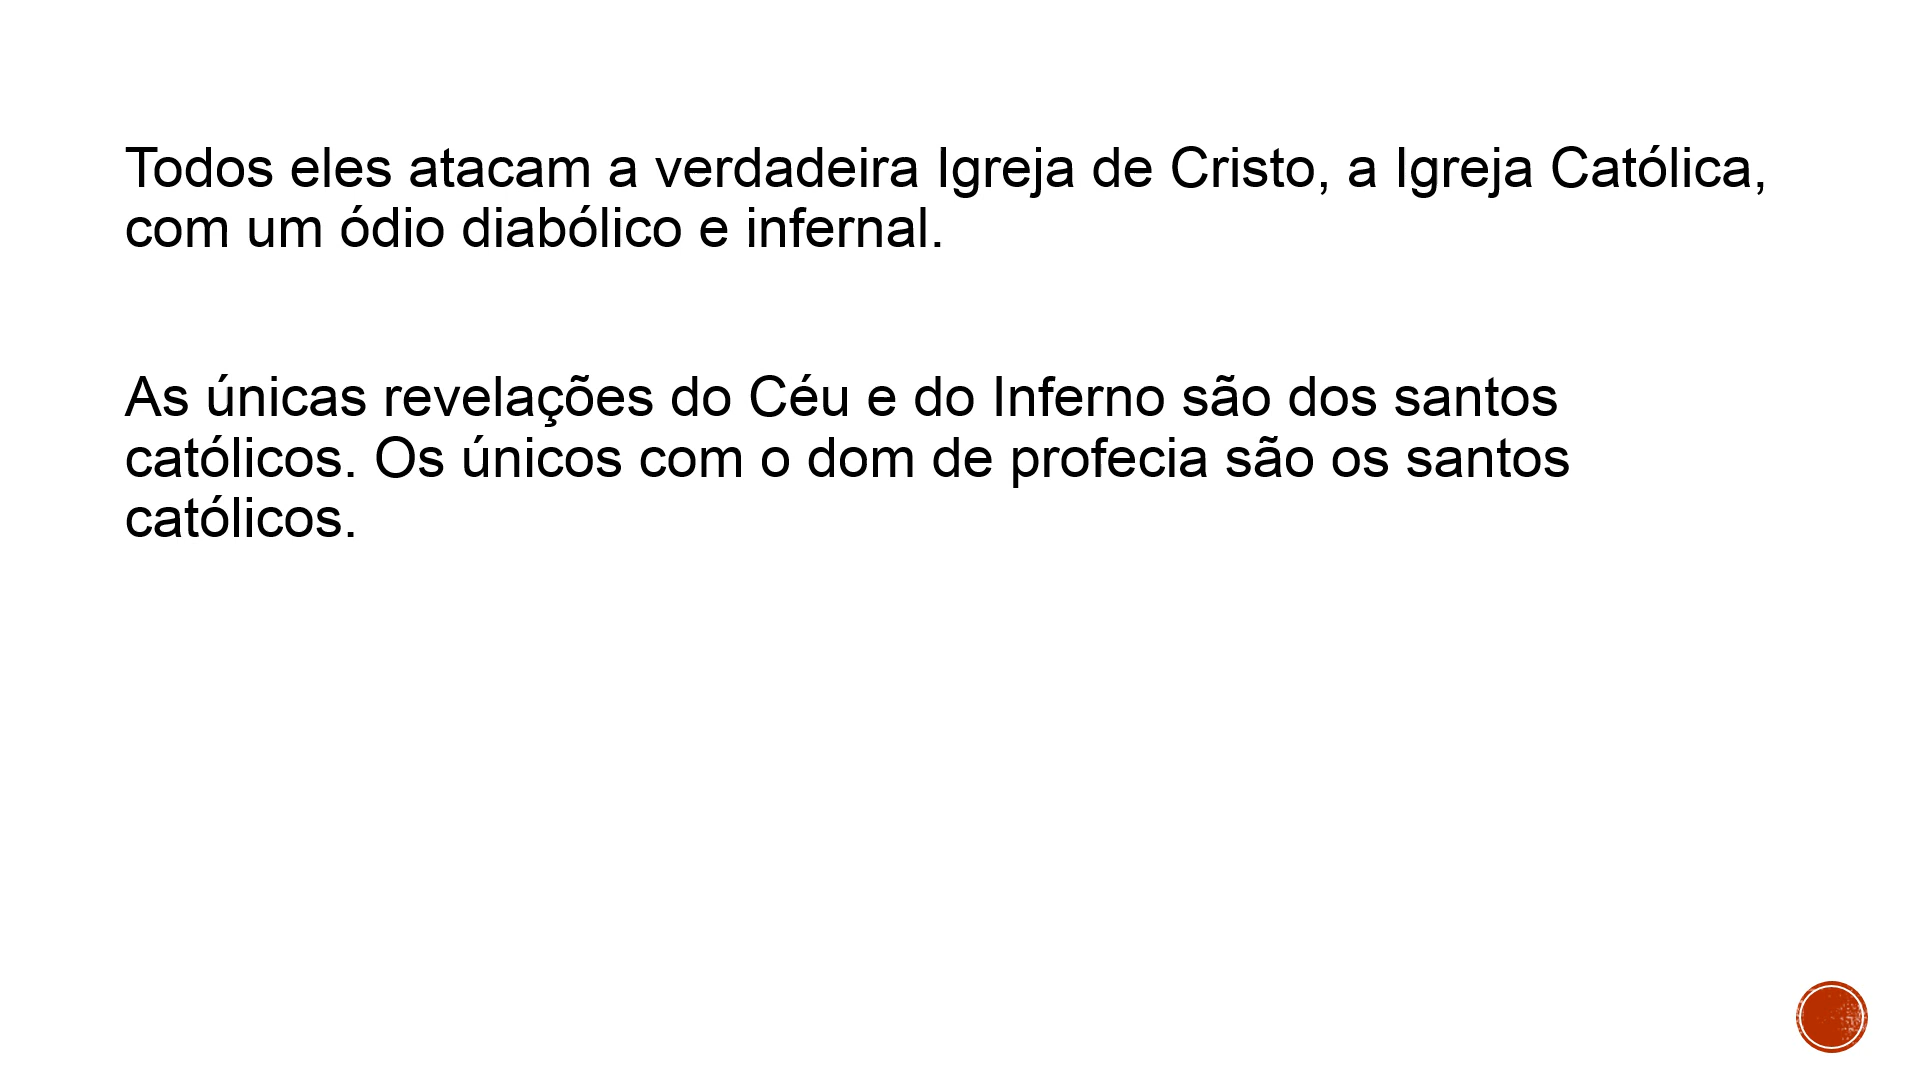 Todos eles atacam a verdadeira Igreja de Cristo, a Igreja Católica,
com um ódio diabólico e infernal.
As únicas revelações do Céu e do Inferno são dos santos
católicos. Os únicos com o dom de profecia são os santos
católicos.